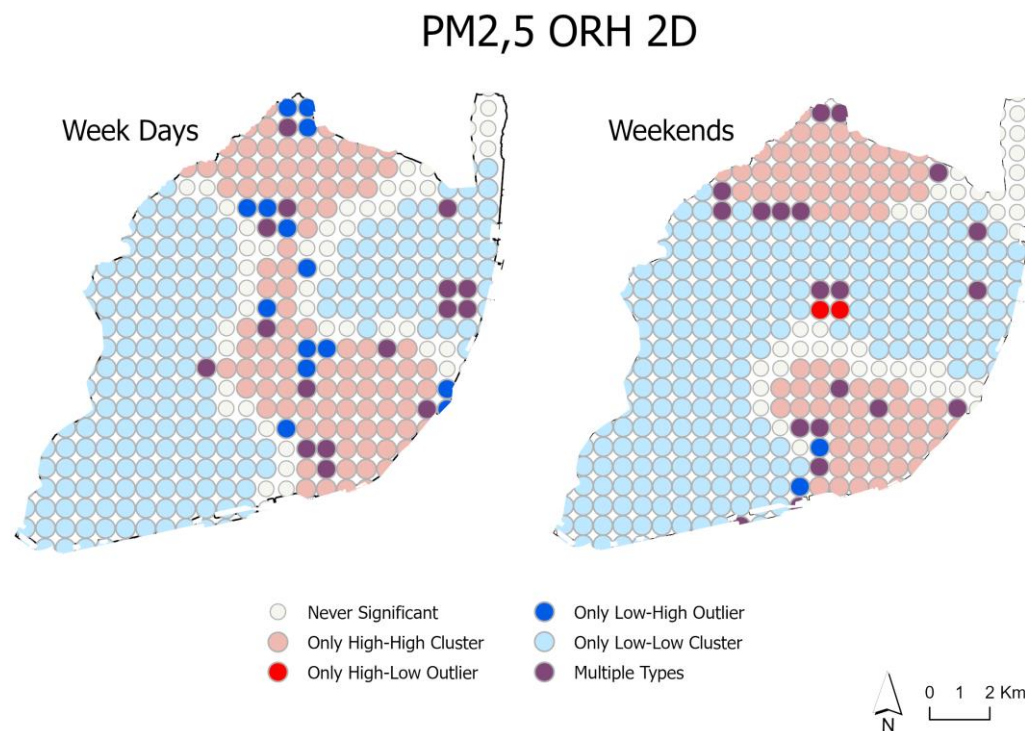 PM2,5 ORH 2D
Week Days
Weekends
Never Significant
Only High-High Cluster
Only High-Low Outlier
Only Low-High Outlier
Only Low-Low Cluster
Multiple Types
N
0 1 2 Km